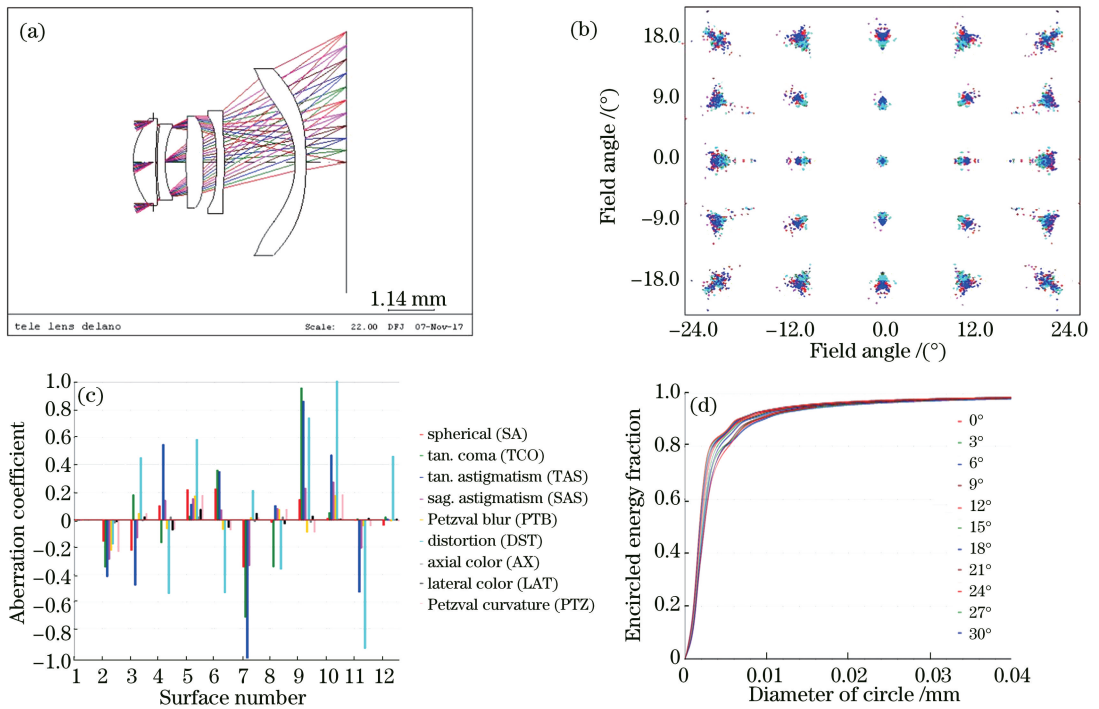 (a)
1.14 mm
tele lens delano
Scale: 22.00 DFJ 07-Nov-17
(b)
Field angle /(°)
18.0
9.0
0.0
−9.0
−18.0
−24.0 −12.0 0.0 12.0 24.0
Field angle /(°)
(c)
Aberration coefficient
1.0
0.8
0.6
0.4
0.2
0
−0.2
−0.4
−0.6
−0.8
−1.0
1 2 3 4 5 6 7 8 9 10 11 12
Surface number
spherical (SA)
tan. coma (TCO)
tan. astigmatism (TAS)
sag. astigmatism (SAS)
Petzval blur (PTB)
distortion (DST)
axial color (AX)
lateral color (LAT)
Petzval curvature (PTZ)
(d)
Encircled energy fraction
1.0
0.8
0.6
0.4
0.2
0
0 0.01 0.02 0.03 0.04
Diameter of circle /mm
0°
3°
6°
9°
12°
15°
18°
21°
24°
27°
30°